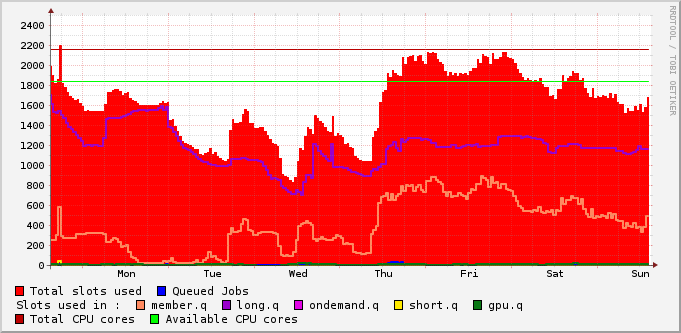 RRDTOOL / TOBI OETIKER
2400
2200
2000
1800
1600
1400
1200
1000
800
600
400
200
0
Mon Tue Wed Thu Fri Sat Sun
Total slots used Queued Jobs
Slots used in : member.q long.q ondemand.q short.q gpu.q
Total CPU cores Available CPU cores